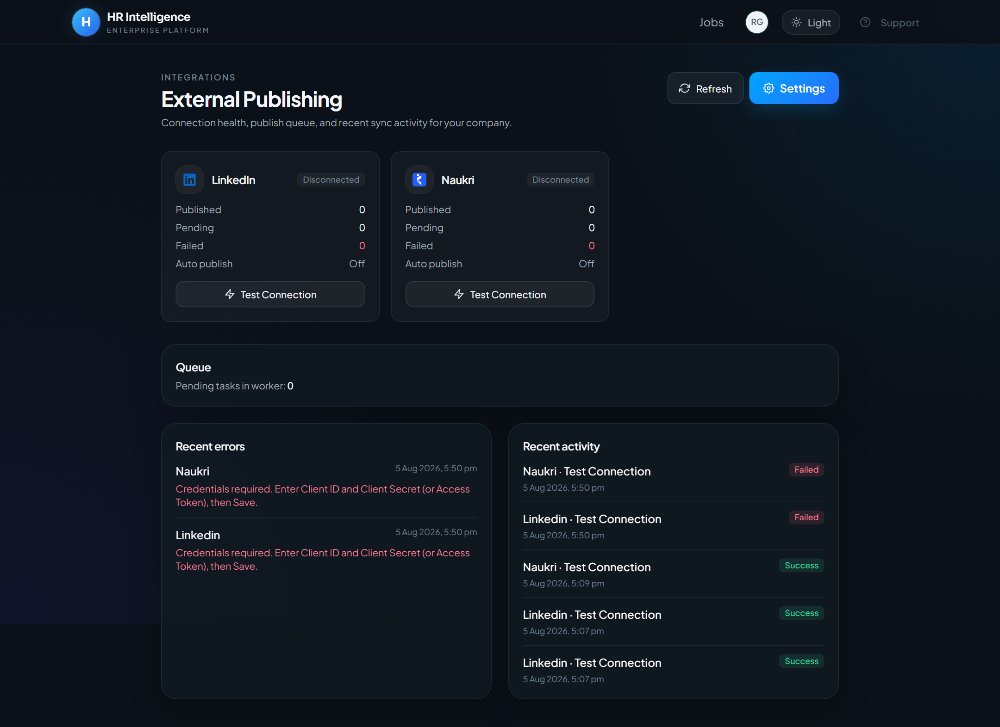 H
HR Intelligence
ENTERPRISE PLATFORM
Jobs
RG
Light
Support
INTEGRATIONS
External Publishing
Connection health, publish queue, and recent sync activity for your company.
Refresh
Settings
in
LinkedIn
Disconnected
Published 0
Pending 0
Failed 0
Auto publish Off
Test Connection
Naukri
Disconnected
Published 0
Pending 0
Failed 0
Auto publish Off
Test Connection
Queue
Pending tasks in worker: 0
Recent errors
Naukri 5 Aug 2026, 5:50 pm
Credentials required. Enter Client ID and Client Secret (or Access
Token), then Save.
Linkedin 5 Aug 2026, 5:50 pm
Credentials required. Enter Client ID and Client Secret (or Access
Token), then Save.
Recent activity
Naukri · Test Connection Failed
5 Aug 2026, 5:50 pm
Linkedin · Test Connection Failed
5 Aug 2026, 5:50 pm
Naukri · Test Connection Success
5 Aug 2026, 5:09 pm
Linkedin · Test Connection Success
5 Aug 2026, 5:07 pm
Linkedin · Test Connection Success
5 Aug 2026, 5:07 pm